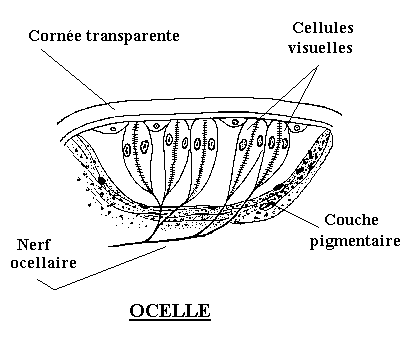 Cornée transparente
Cellules
visuelles
Couche
pigmentaire
Nerf
ocellaire
OCELLE